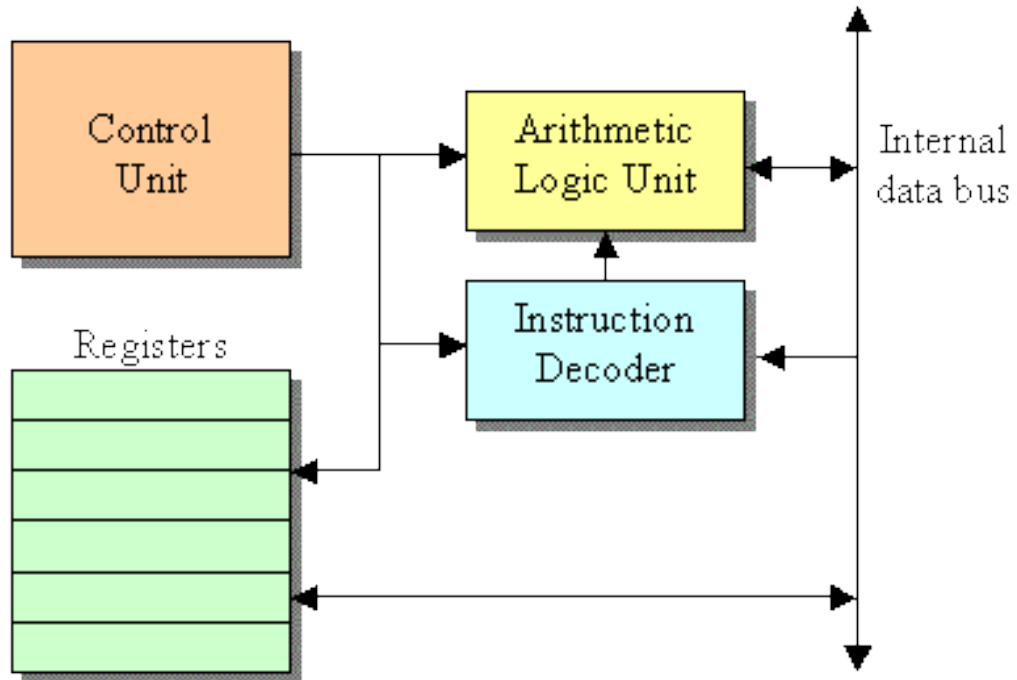 Control
Unit
Arithmetic
Logic Unit
Internal
data bus
Instruction
Decoder
Registers